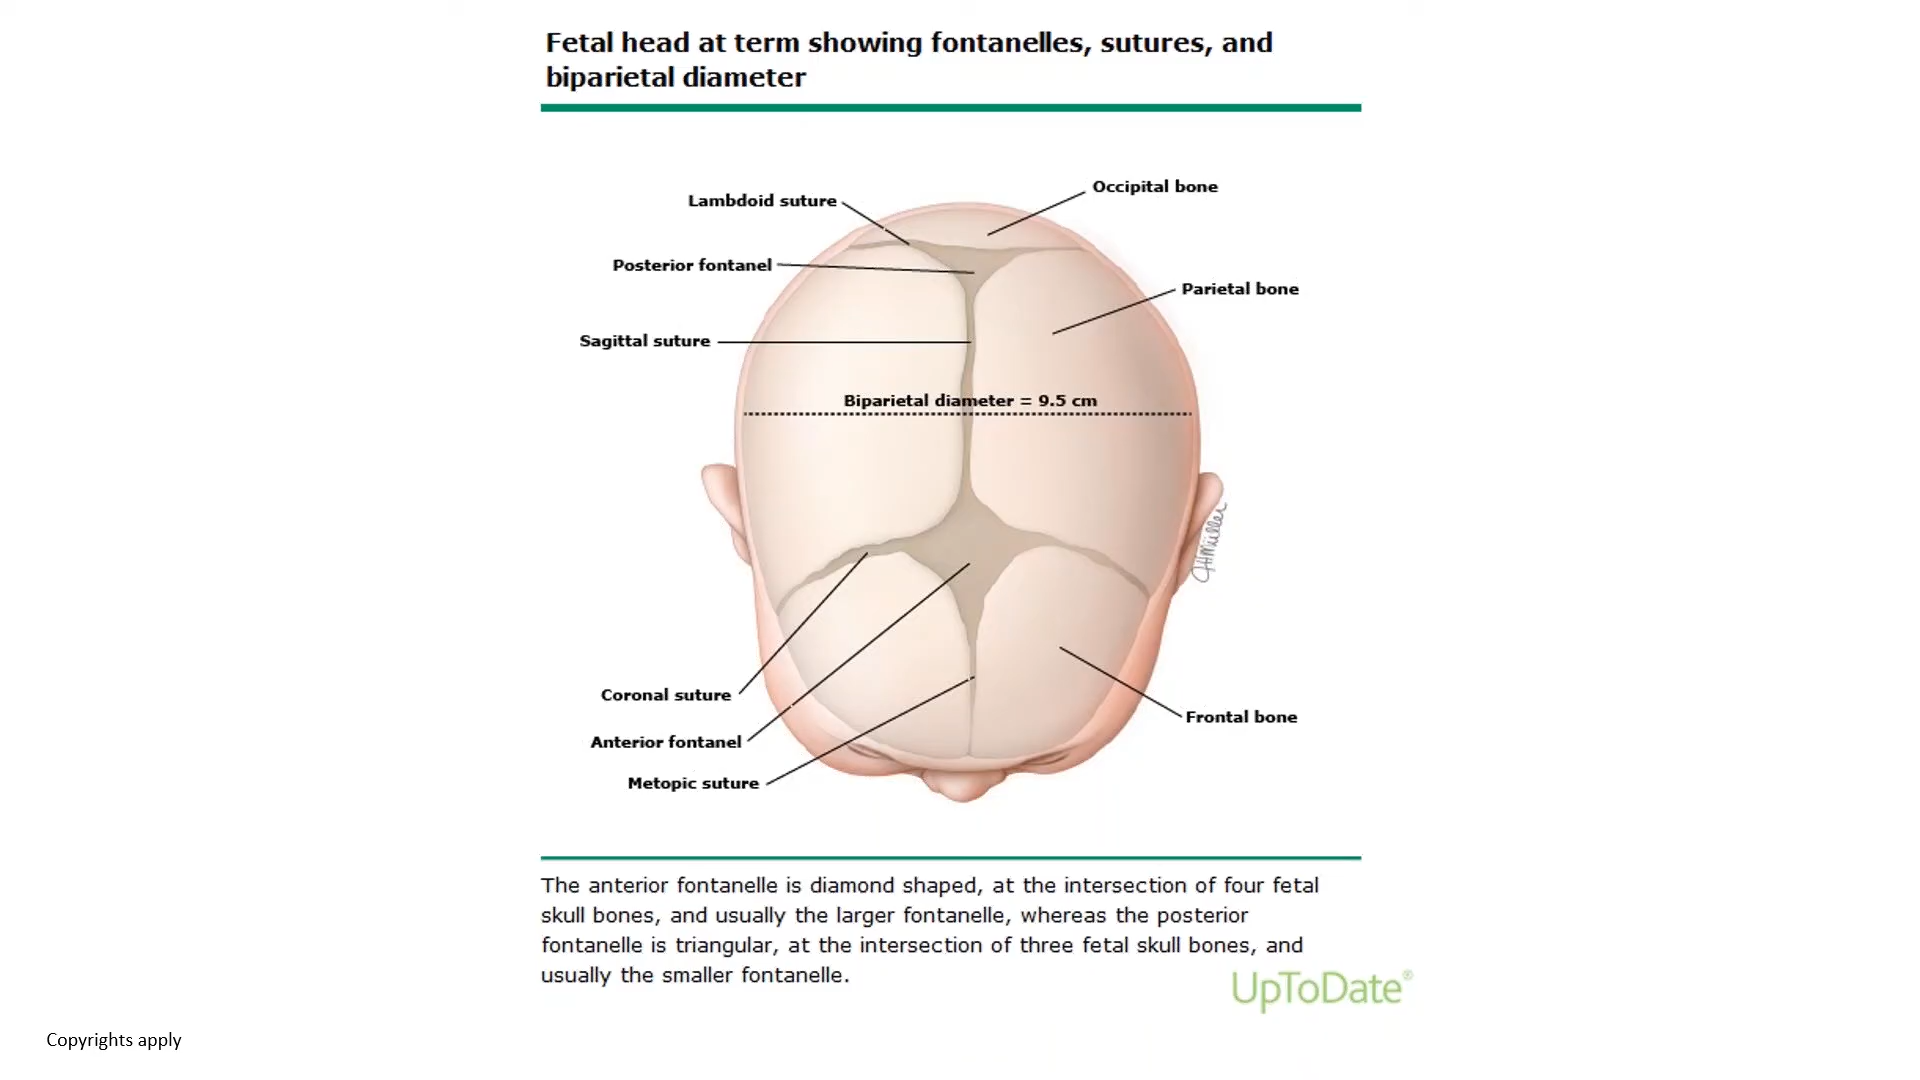 Fetal head at term showing fontanelles, sutures, and
biparietal diameter
Occipital bone
Lambdoid suture
Posterior fontanel
Parietal bone
Sagittal suture
Biparietal diameter = 9.5 cm
JHMüller
Coronal suture
Frontal bone
Anterior fontanel
Metopic suture
The anterior fontanelle is diamond shaped, at the intersection of four fetal
skull bones, and usually the larger fontanelle, whereas the posterior
fontanelle is triangular, at the intersection of three fetal skull bones, and
usually the smaller fontanelle.
UpToDate®
Copyrights apply